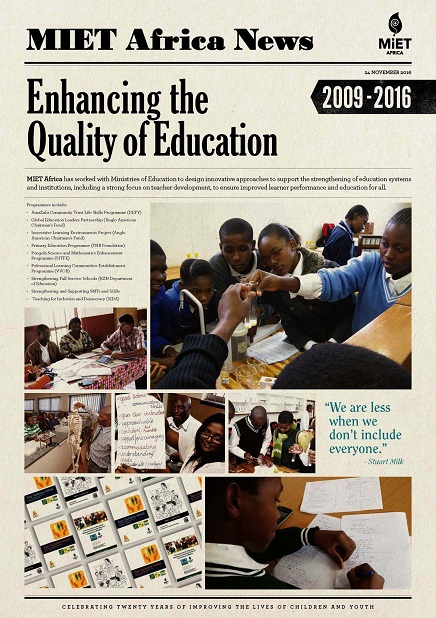 MIET Africa News
MIET
AFRICA
24 NOVEMBER 2016
Enhancing the
Quality of Education
2009 - 2016
MIET Africa has worked with Ministries of Education to design innovative approaches to support the strengthening of education systems
and institutions, including a strong focus on teacher development, to ensure improved learner performance and education for all.
Programmes include:
Community Trust Life Skills Programme
Global Education Leaders Partnership (Anglo American
Chairman's Fund)
Innovative Learning Environments Project (Anglo
American Chairman's Fund)
Primary Education Programme (FNB Foundation)
Penguin Science and Mathematics Enhancement
Programme
Professional Learning Communities Establishment
Programme
Strengthening Full Service Schools (KZN Department
of Education)
Strengthening and Supporting SMTs and SGBs
Teaching for Inclusion and Democracy (SIDA)
"We are less
when we
don't include
everyone."
- Stuart Milk
CELEBRATING TWENTY YEARS OF IMPROVING THE LIVES OF CHILDREN AND YOUTH